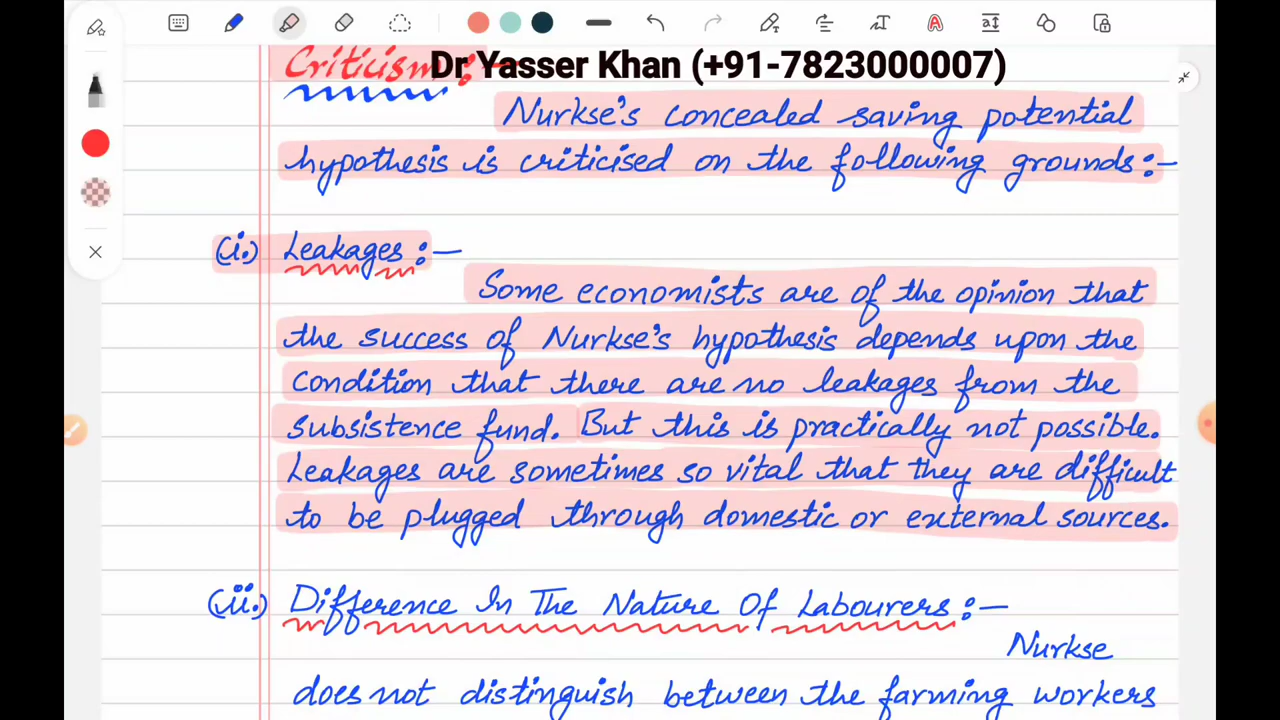 Criticism:-
Dr Yasser Khan (+91-7823000007)
Nurkse's concealed saving potential
hypothesis is criticised on the following grounds:-
(i.) Leakages:-
Some economists are of the opinion that
the success of Nurkse's hypothesis depends upon the
condition that there are no leakages from the
subsistence fund. But this is practically not possible.
Leakages are sometimes so vital that they are difficult
to be plugged through domestic or external sources.
(ii.) Difference In The Nature Of Labourers:-
Nurkse
does not distinguish between the farming workers